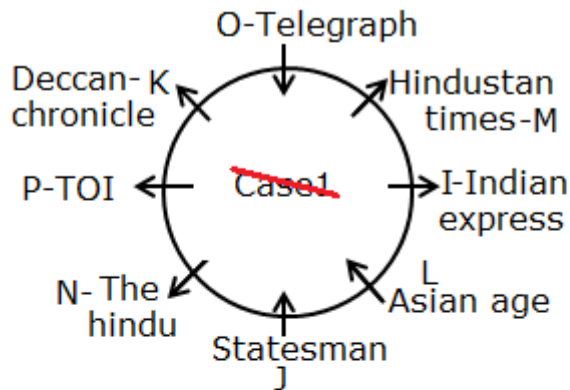 O-Telegraph
Deccan-K
chronicle
Hindustan
times-M
P-TOI
Case1
I-Indian
express
N- The
hindu
L
Asian age
Statesman
J